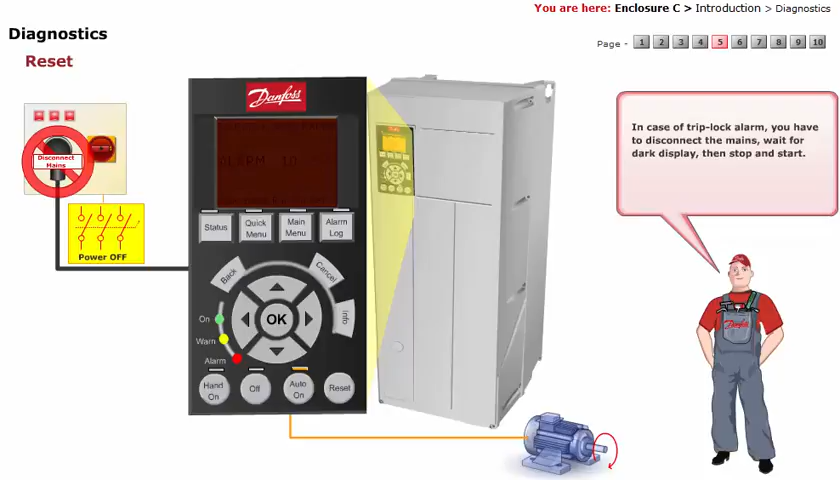 You are here: Enclosure C > Introduction > Diagnostics
Diagnostics
Page - 1 2 3 4 5 6 7 8 9 10
Reset
Danfoss
Disconnect
Mains
ALARM 10
In case of trip-lock alarm, you have
to disconnect the mains, wait for
dark display, then stop and start.
Status
Quick
Menu
Main
Menu
Alarm
Log
Power OFF
Back
Cancel
Info
OK
On
Warn
Alarm
Hand
On
Off
Auto
On
Reset
Danfoss